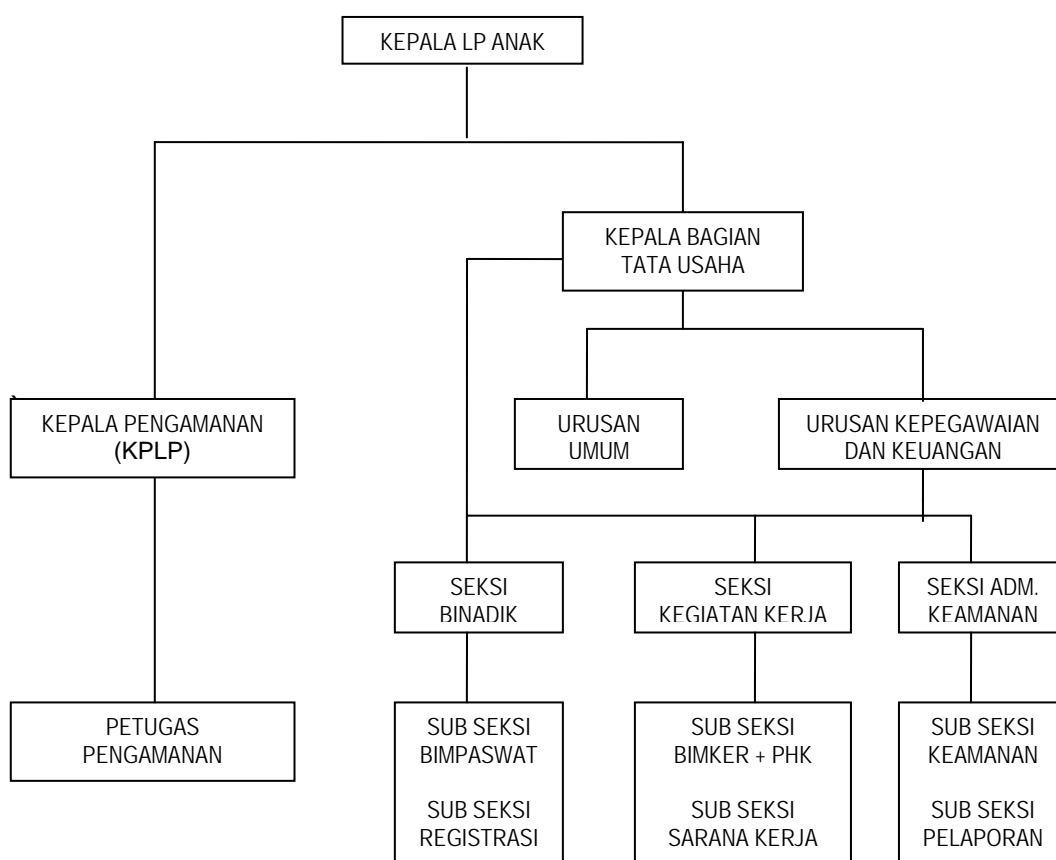 KEPALA LP ANAK
KEPALA BAGIAN
TATA USAHA
KEPALA PENGAMANAN
(KPLP)
URUSAN
UMUM
URUSAN KEPEGAWAIAN
DAN KEUANGAN
SEKSI
BINADIK
SEKSI
KEGIATAN KERJA
SEKSI ADM.
KEAMANAN
PETUGAS
PENGAMANAN
SUB SEKSI
BIMPASWAT
SUB SEKSI
REGISTRASI
SUB SEKSI
BIMKER + PHK
SUB SEKSI
SARANA KERJA
SUB SEKSI
KEAMANAN
SUB SEKSI
PELAPORAN